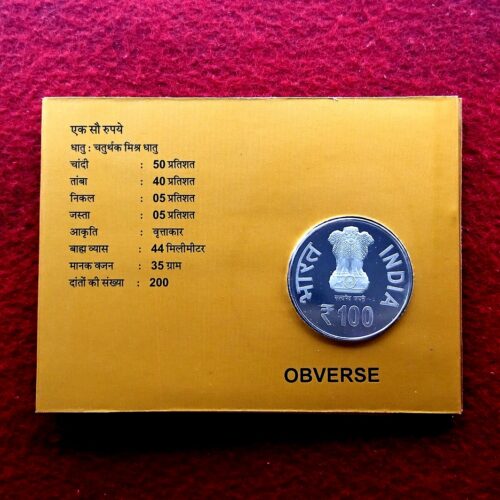 एक सौ रुपये
धातु : चतुर्थक मिश्र धातु
चांदी : 50 प्रतिशत
तांबा : 40 प्रतिशत
निकल : 05 प्रतिशत
जस्ता : 05 प्रतिशत
आकृति : वृत्ताकार
बाह्य व्यास : 44 मिलीमीटर
मानक वजन : 35 ग्राम
दांतों की संख्या : 200
भारत
INDIA
सत्यमेव जयते
₹ 100
OBVERSE